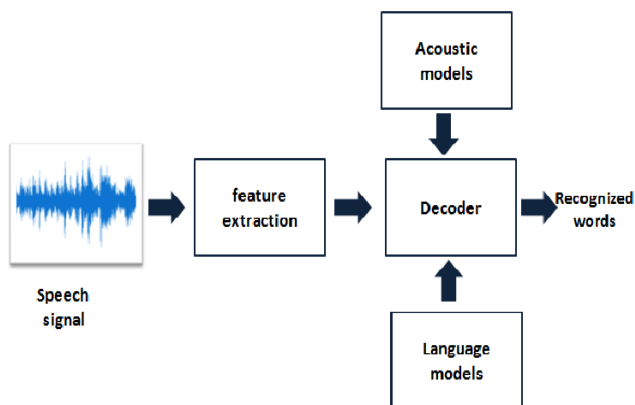 Acoustic
models
Speech
signal
feature
extraction
Decoder
Recognized
words
Language
models